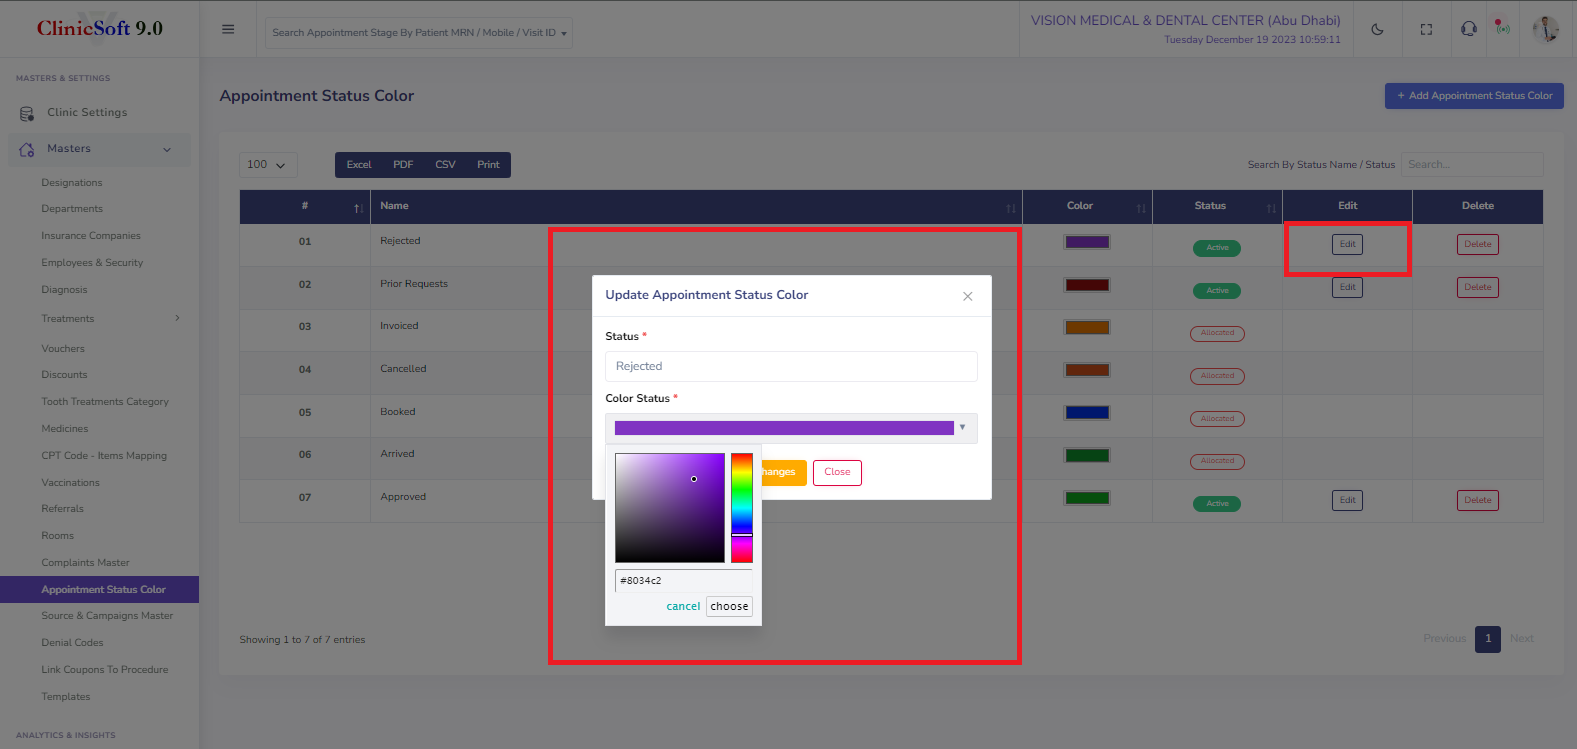 ClinicSoft 9.0
Search Appointment Stage By Patient MRN / Mobile / Visit ID
VISION MEDICAL & DENTAL CENTER (Abu Dhabi)
Tuesday December 19 2023 10:59:11
MASTERS & SETTINGS
Clinic Settings
Masters
Designations
Departments
Insurance Companies
Employees & Security
Diagnosis
Treatments
Vouchers
Discounts
Tooth Treatments Category
Medicines
CPT Code - Items Mapping
Vaccinations
Referrals
Rooms
Complaints Master
Appointment Status Color
Source & Campaigns Master
Denial Codes
Link Coupons To Procedure
Templates
ANALYTICS & INSIGHTS
Appointment Status Color
+ Add Appointment Status Color
100
Excel PDF CSV Print
Search By Status Name / Status Search...
# Name Color Status Edit Delete
01 Rejected Active Edit Delete
02 Prior Requests Active Edit Delete
03 Invoiced Allocated
04 Cancelled Allocated
05 Booked Allocated
06 Arrived Allocated
07 Approved Active Edit Delete
Showing 1 to 7 of 7 entries
Previous 1 Next
Update Appointment Status Color
Status *
Rejected
Color Status *
hanges Close
#8034c2
cancel choose